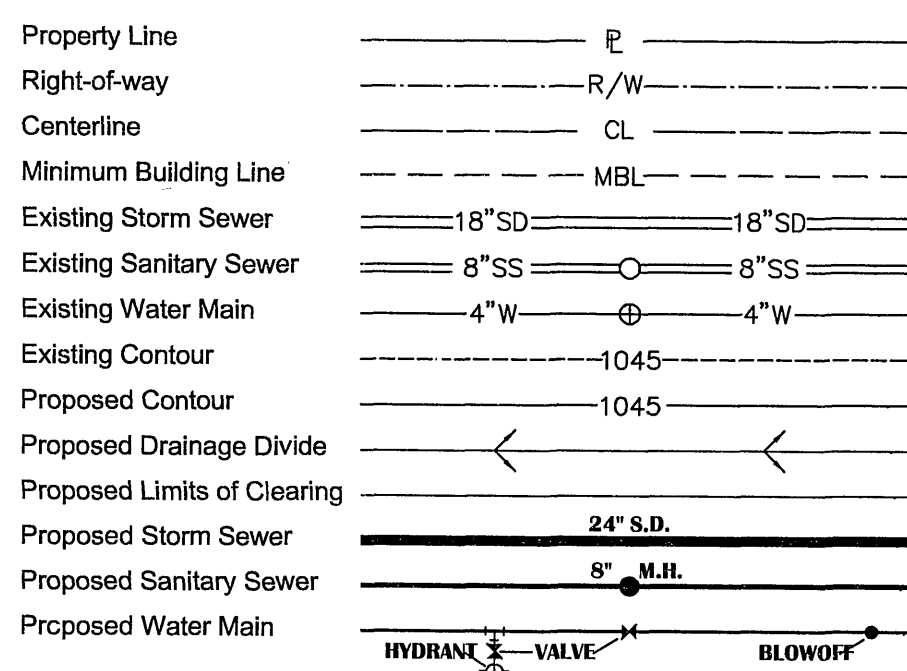 Property Line PL
Right-of-way R/W
Centerline CL
Minimum Building Line MBL
Existing Storm Sewer 18"SD 18"SD
Existing Sanitary Sewer 8"SS 8"SS
Existing Water Main 4"W 4"W
Existing Contour 1045
Proposed Contour 1045
Proposed Drainage Divide
Proposed Limits of Clearing
Proposed Storm Sewer 24" S.D.
Proposed Sanitary Sewer 8" M.H.
Proposed Water Main
HYDRANT VALVE BLOWOFF